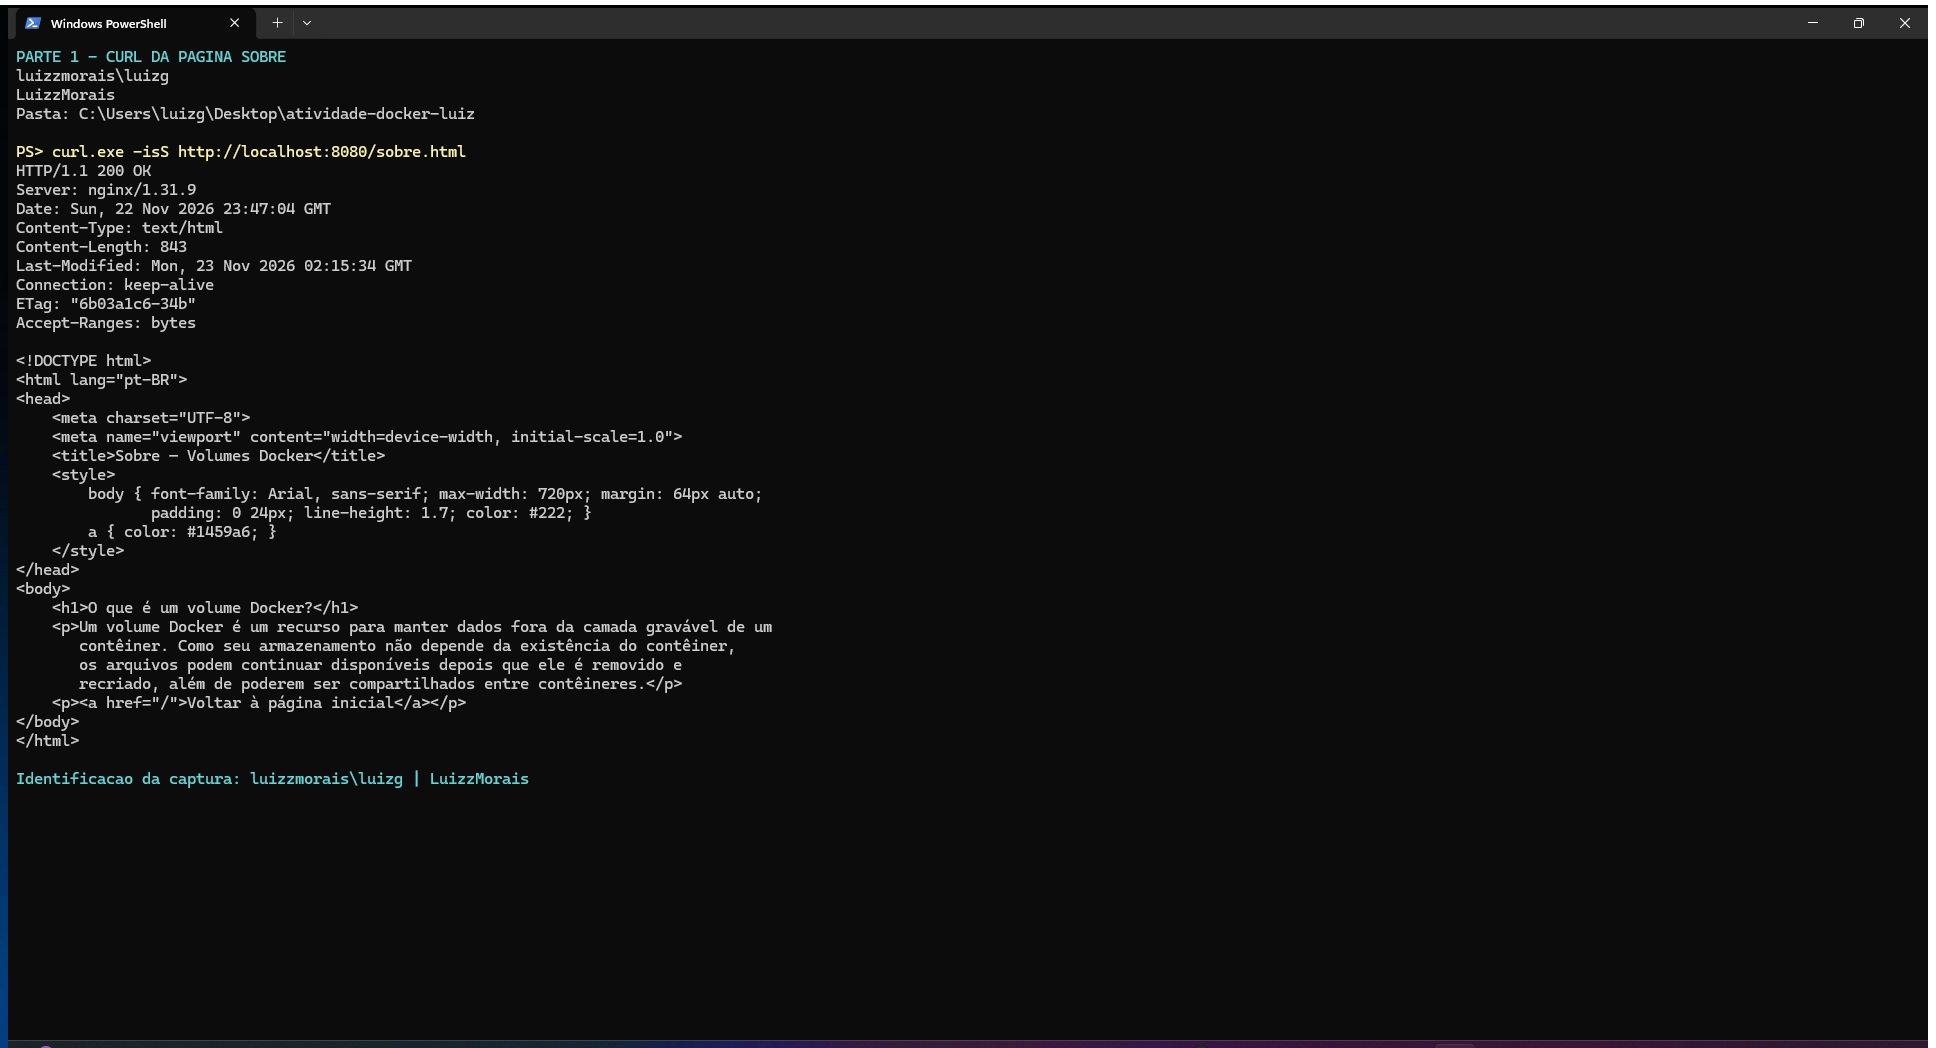 Windows PowerShell
PARTE 1 - CURL DA PAGINA SOBRE
luizzmorais\luizg
LuizzMorais
Pasta: C:\Users\luizg\Desktop\atividade-docker-luiz
PS> curl.exe -isS http://localhost:8080/sobre.html
HTTP/1.1 200 OK
Server: nginx/1.31.9
Date: Sun, 22 Nov 2026 23:47:04 GMT
Content-Type: text/html
Content-Length: 843
Last-Modified: Mon, 23 Nov 2026 02:15:34 GMT
Connection: keep-alive
ETag: "6b03a1c6-34b"
Accept-Ranges: bytes
<!DOCTYPE html>
<html lang="pt-BR">
<head>
    <meta charset="UTF-8">
    <meta name="viewport" content="width=device-width, initial-scale=1.0">
    <title>Sobre — Volumes Docker</title>
    <style>
        body { font-family: Arial, sans-serif; max-width: 720px; margin: 64px auto;
               padding: 0 24px; line-height: 1.7; color: #222; }
        a { color: #1459a6; }
    </style>
</head>
<body>
    <h1>O que é um volume Docker?</h1>
    <p>Um volume Docker é um recurso para manter dados fora da camada gravável de um
       contêiner. Como seu armazenamento não depende da existência do contêiner,
       os arquivos podem continuar disponíveis depois que ele é removido e
       recriado, além de poderem ser compartilhados entre contêineres.</p>
    <p><a href="/">Voltar à página inicial</a></p>
</body>
</html>
Identificacao da captura: luizzmorais\luizg | LuizzMorais